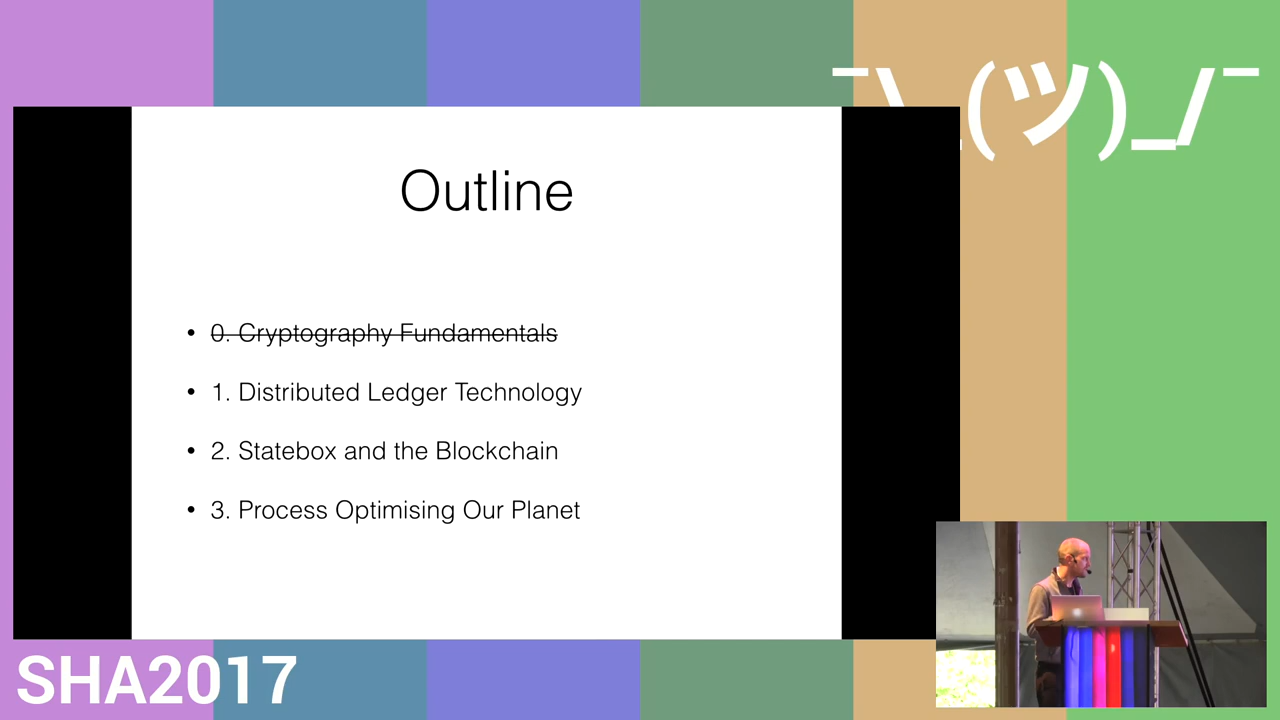 ¯\_(ツ)_/¯
Outline
• 0. Cryptography Fundamentals
• 1. Distributed Ledger Technology
• 2. Statebox and the Blockchain
• 3. Process Optimising Our Planet
SHA2017